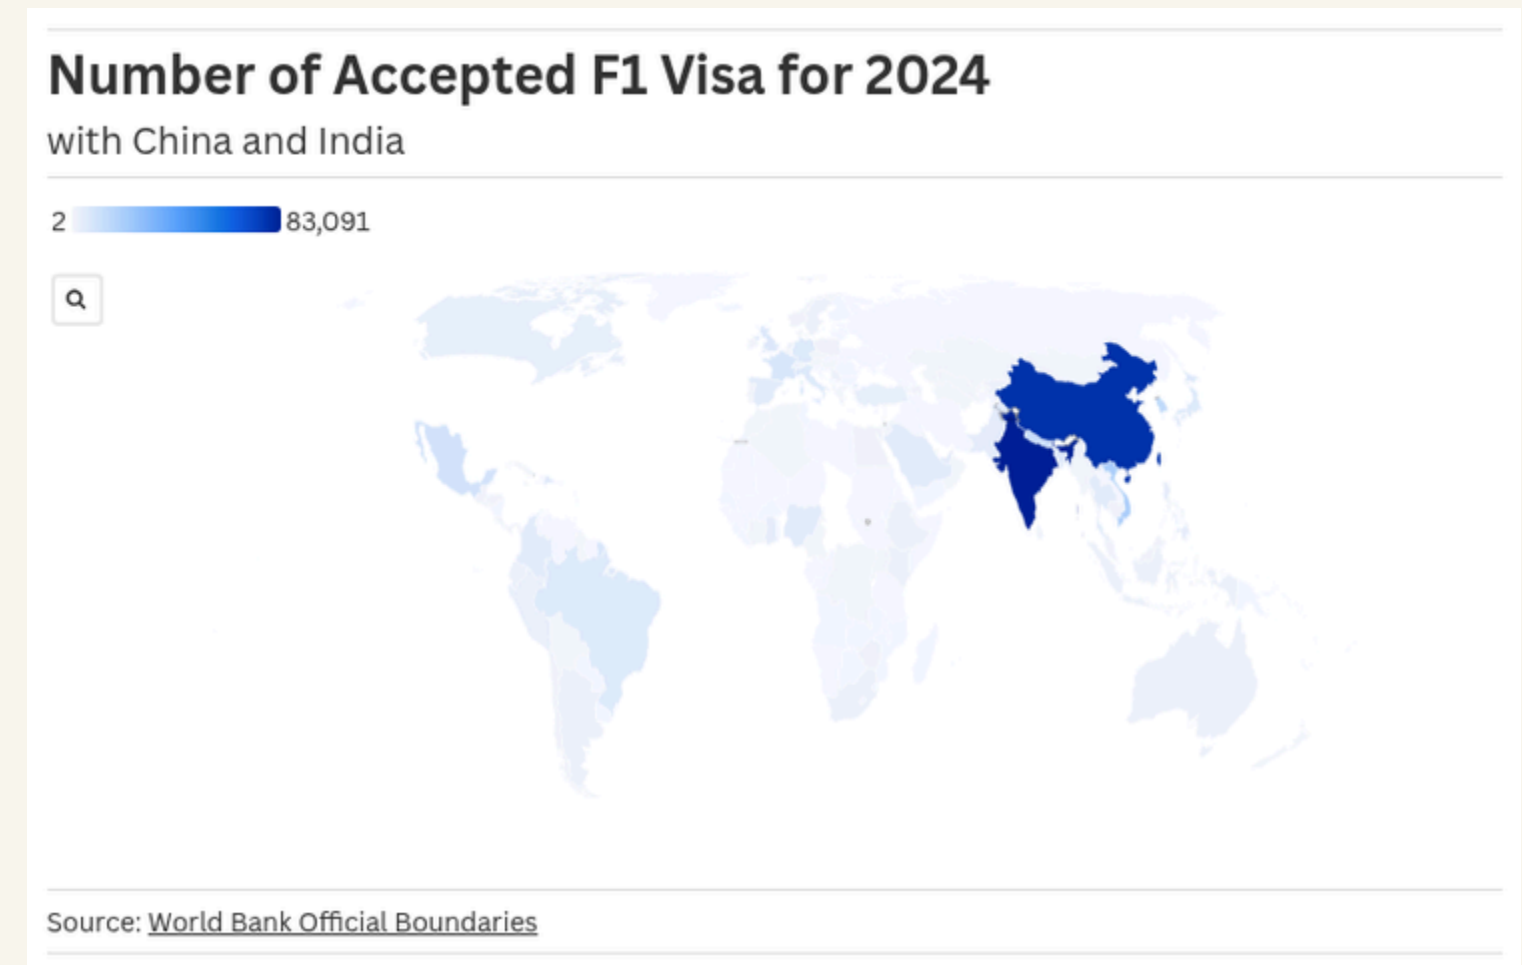 Number of Accepted F1 Visa for 2024
with China and India
2 83,091
Source: World Bank Official Boundaries